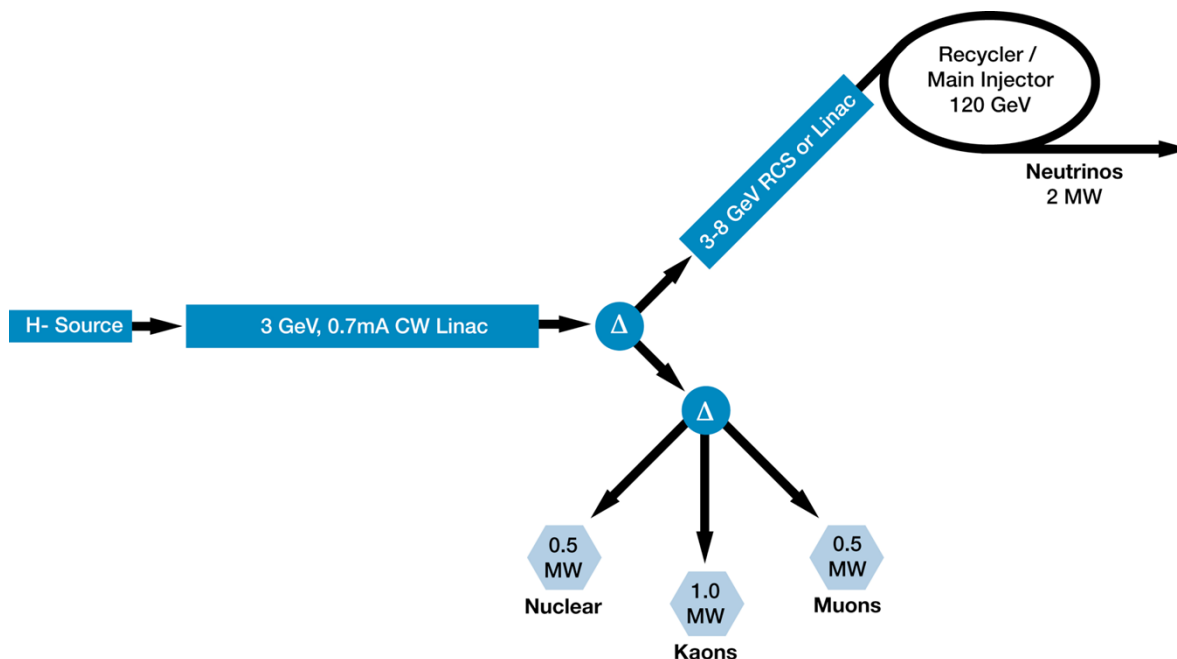 Recycler /
Main Injector
120 GeV
Neutrinos
2 MW
3-8 GeV RCS or Linac
H- Source
3 GeV, 0.7mA CW Linac
Δ
Δ
0.5
MW
Nuclear
1.0
MW
Kaons
0.5
MW
Muons